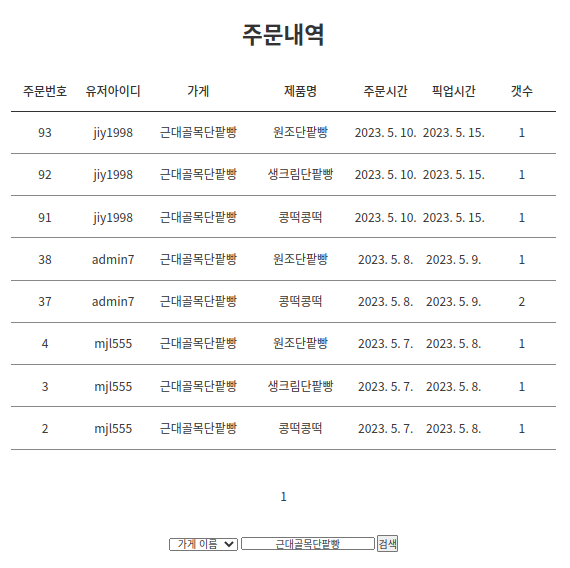 주문내역
주문번호 유저아이디 가게 제품명 주문시간 픽업시간 갯수
93 jiy1998 근대골목단팥빵 원조단팥빵 2023. 5. 10. 2023. 5. 15. 1
92 jiy1998 근대골목단팥빵 생크림단팥빵 2023. 5. 10. 2023. 5. 15. 1
91 jiy1998 근대골목단팥빵 콩떡콩떡 2023. 5. 10. 2023. 5. 15. 1
38 admin7 근대골목단팥빵 원조단팥빵 2023. 5. 8. 2023. 5. 9. 1
37 admin7 근대골목단팥빵 콩떡콩떡 2023. 5. 8. 2023. 5. 9. 2
4 mjl555 근대골목단팥빵 원조단팥빵 2023. 5. 7. 2023. 5. 8. 1
3 mjl555 근대골목단팥빵 생크림단팥빵 2023. 5. 7. 2023. 5. 8. 1
2 mjl555 근대골목단팥빵 콩떡콩떡 2023. 5. 7. 2023. 5. 8. 1
1
가게 이름 근대골목단팥빵 검색